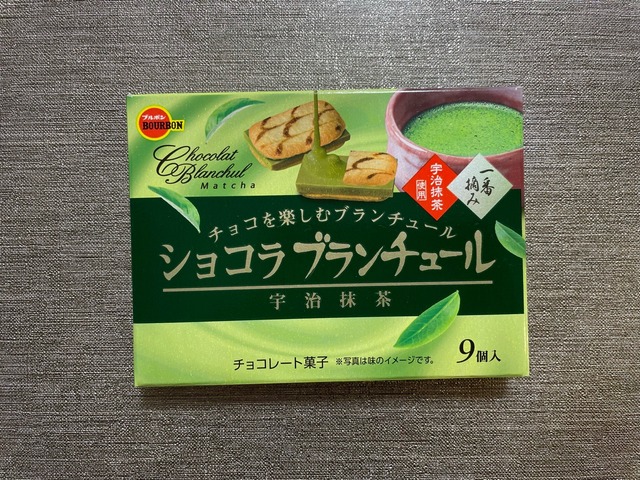 ブルボン
BOURBON
Chocolat
Blanchul
Matcha
宇治抹茶
使用
一番
摘み
チョコを楽しむブランチュール
ショコラブランチュール
宇治抹茶
チョコレート菓子 ※写真は味のイメージです。 9個入